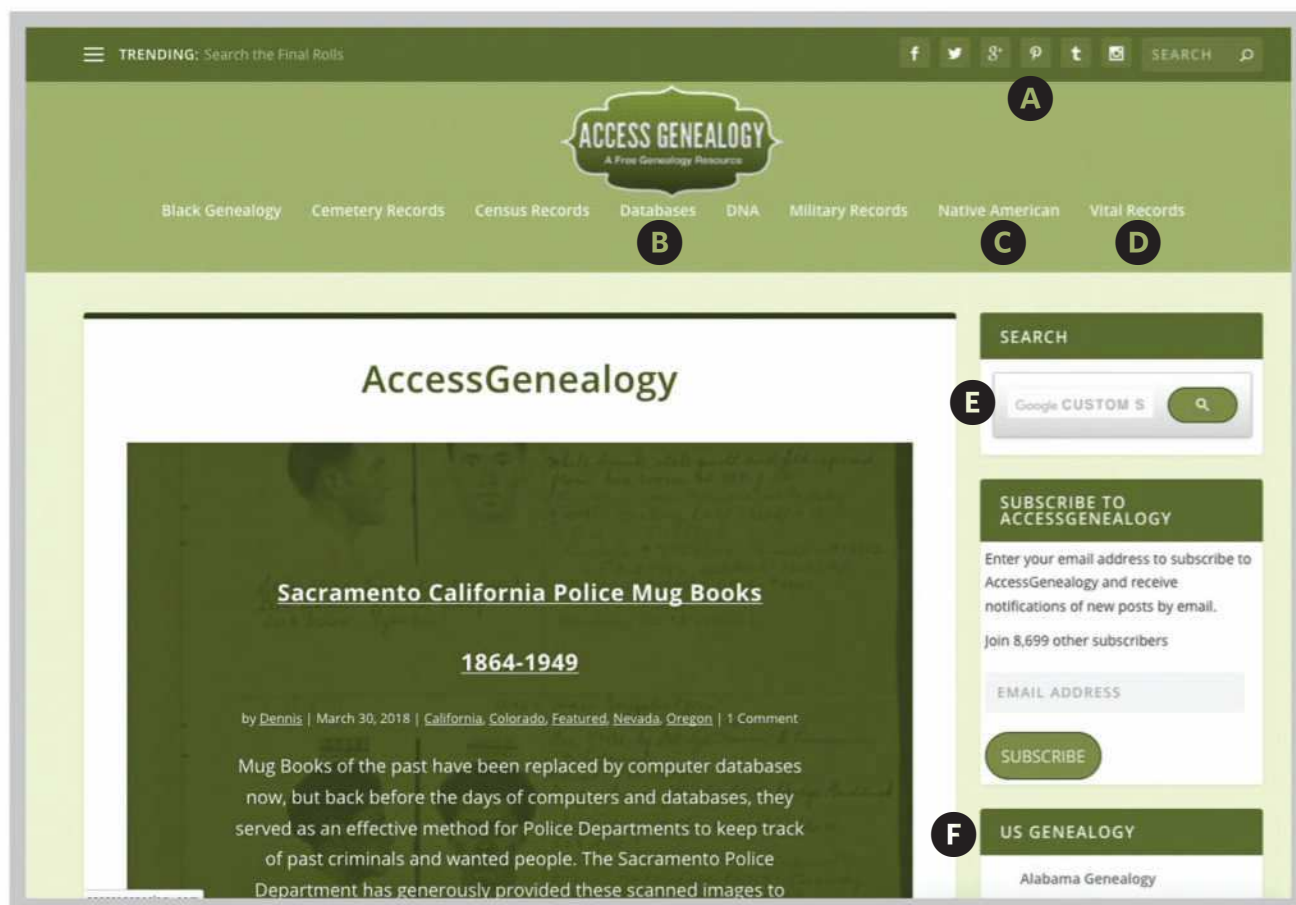 TRENDING: Search the Final Rolls
f t g+ p t SEARCH
A
ACCESS GENEALOGY
A Free Genealogy Resource
Black Genealogy Cemetery Records Census Records Databases DNA Military Records Native American Vital Records
B C D
AccessGenealogy
Sacramento California Police Mug Books
1864-1949
by Dennis | March 30, 2018 | California, Colorado, Featured, Nevada, Oregon | 1 Comment
Mug Books of the past have been replaced by computer databases
now, but back before the days of computers and databases, they
served as an effective method for Police Departments to keep track
of past criminals and wanted people. The Sacramento Police
Department has generously provided these scanned images to
SEARCH
E
Google CUSTOM S
SUBSCRIBE TO
ACCESSGENEALOGY
Enter your email address to subscribe to
AccessGenealogy and receive
notifications of new posts by email.
Join 8,699 other subscribers
EMAIL ADDRESS
SUBSCRIBE
F
US GENEALOGY
Alabama Genealogy